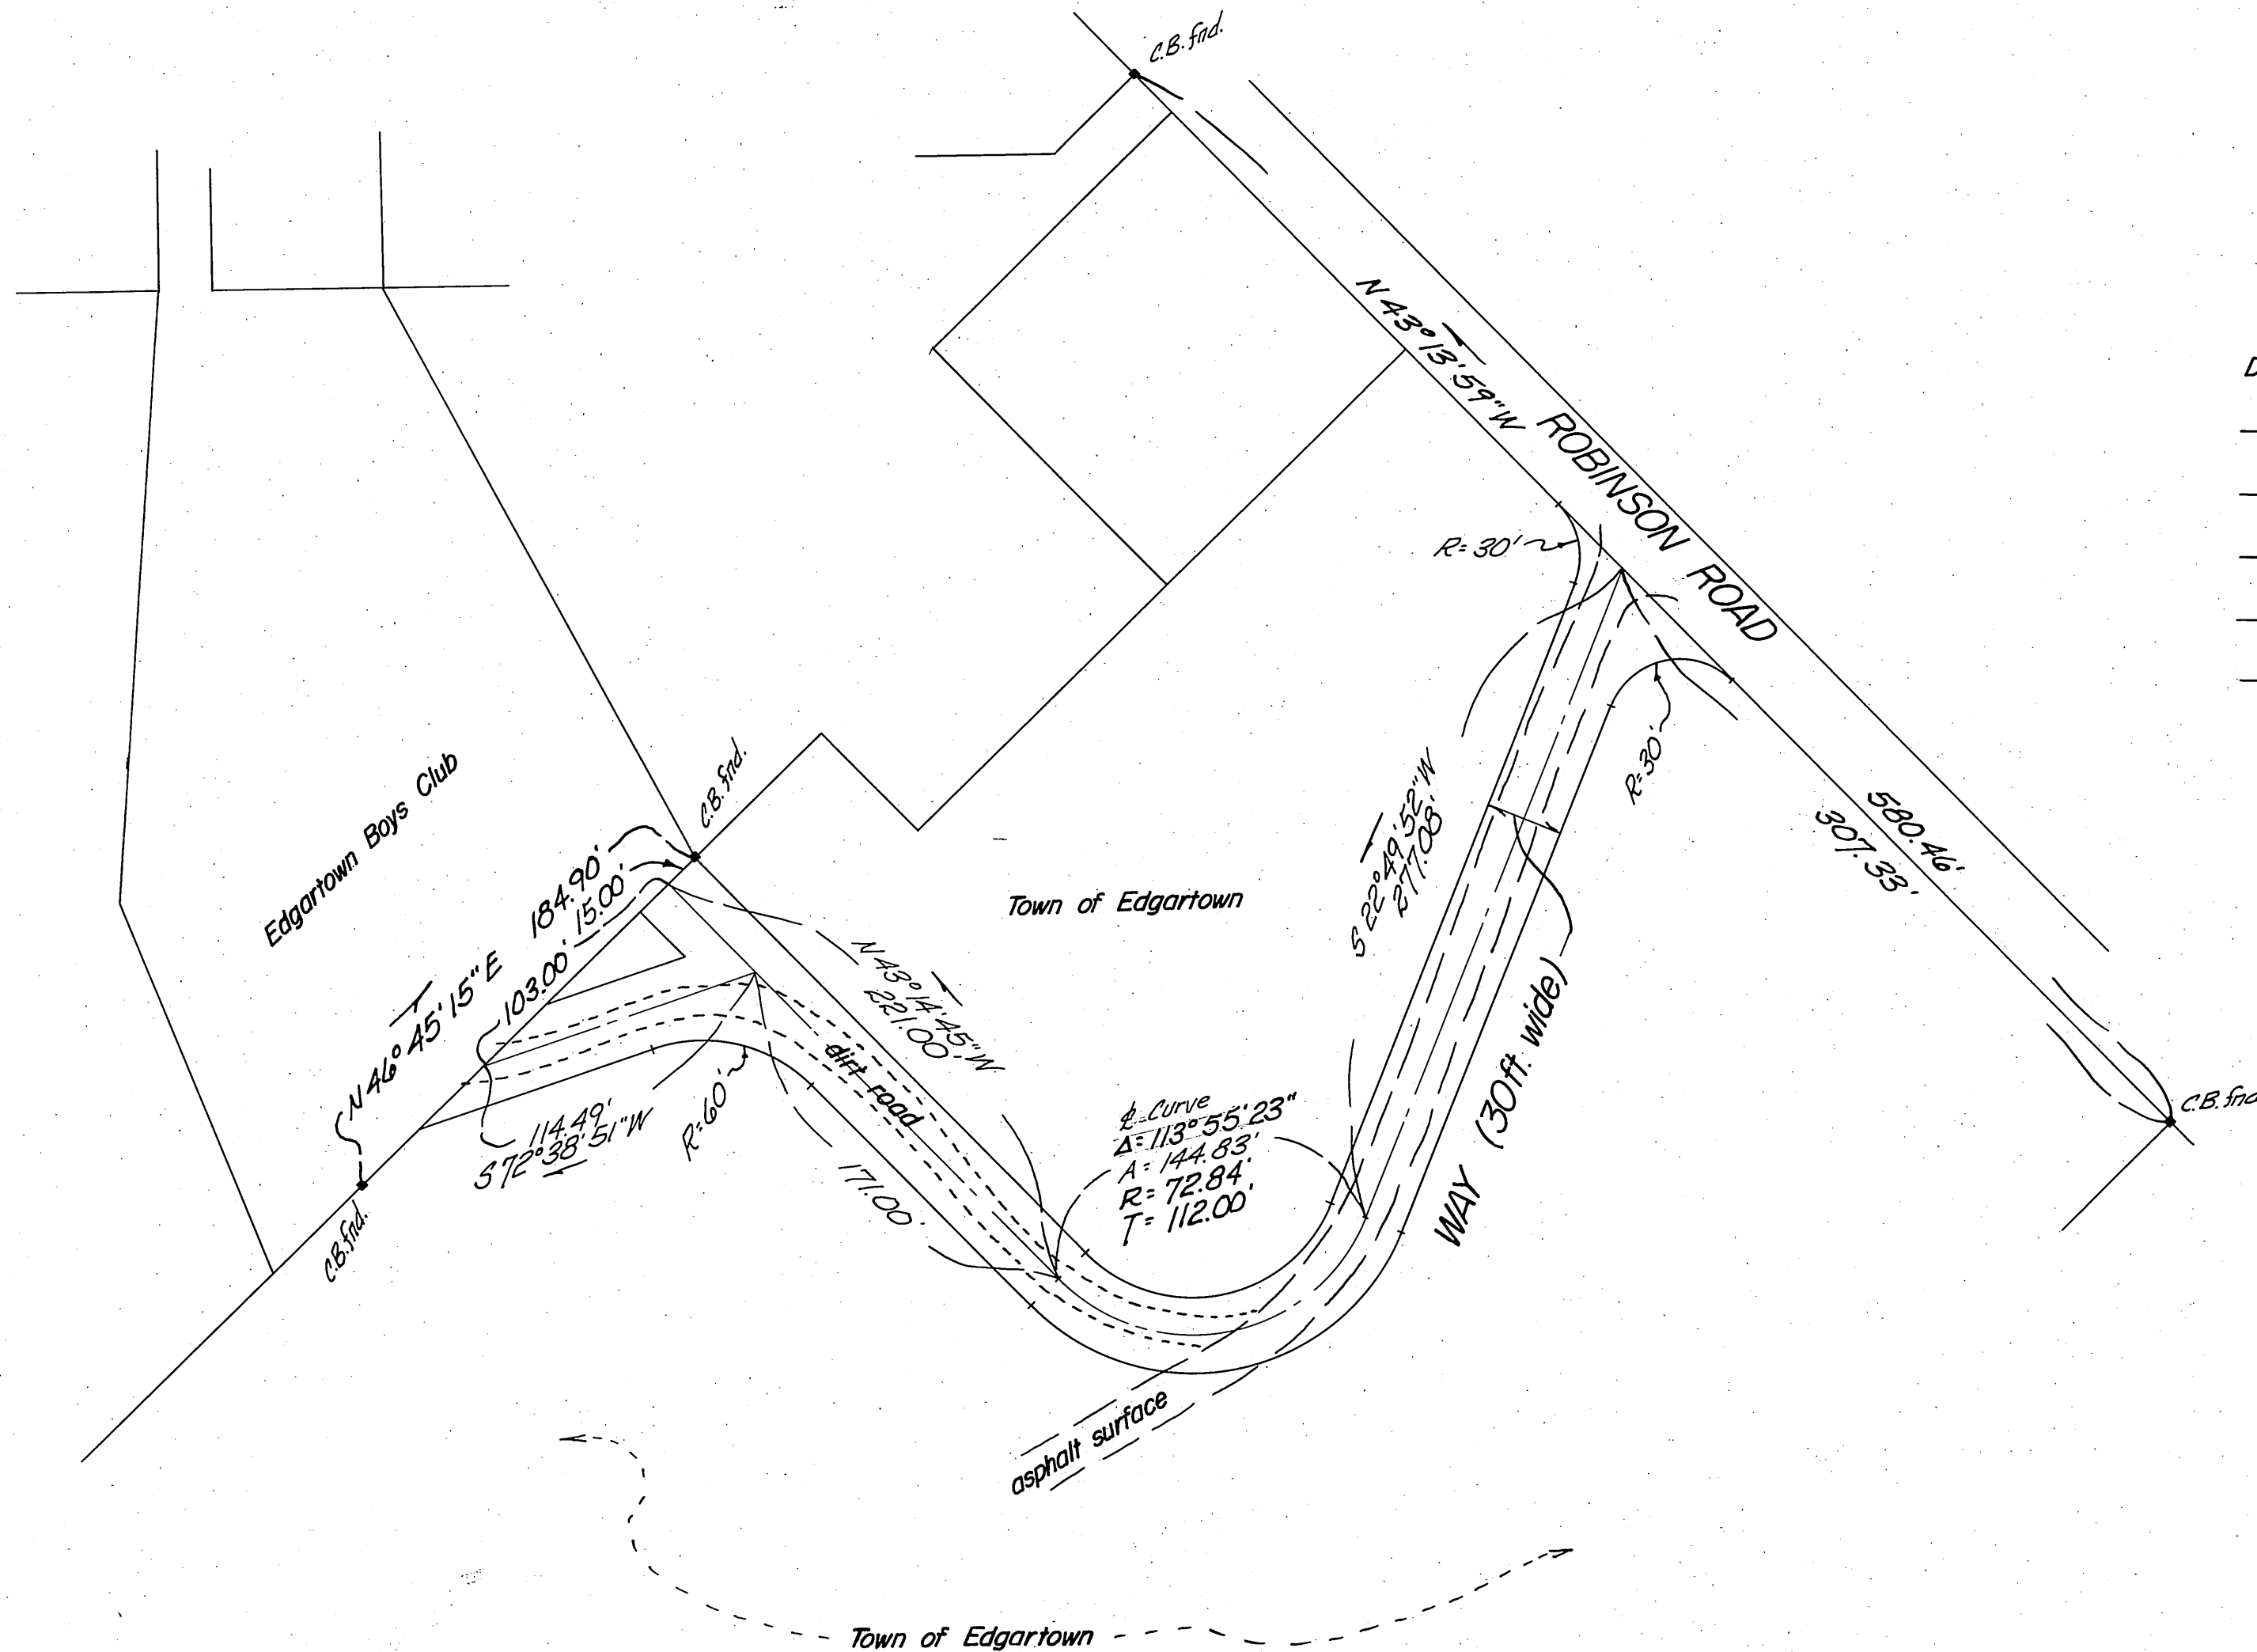 C.B. fnd.
N 43° 13' 59" W
ROBINSON ROAD
R= 30'
R= 30'
580.46'
307.33'
C.B. fnd
Edgartown Boys Club
C.B. fnd.
184.90'
15.00'
103.00'
N 46° 45' 15" E
C.B. fnd.
Town of Edgartown
S 22° 49' 52" W
277.08'
N 43° 14' 45" W
221.00'
dirt road
114.49'
S 72° 38' 51" W
R= 60'
171.00'
℄ Curve
Δ= 113° 55' 23"
A= 144.83'
R= 72.84'
T= 112.00'
WAY (30ft. wide)
asphalt surface
Town of Edgartown